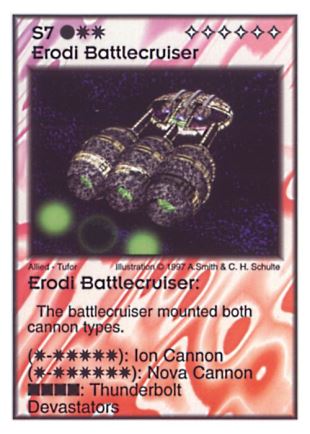 S7 ●✷✷ ✧✧✧✧✧✧
Erodi Battlecruiser
Allied - Tufor Illustration © 1997 A.Smith & C. H. Schulte
Erodi Battlecruiser:
The battlecruiser mounted both
cannon types.
(✷-✷✷✷✷✷): Ion Cannon
(✷-✷✷✷✷✷✷): Nova Cannon
■■■■: Thunderbolt
Devastators